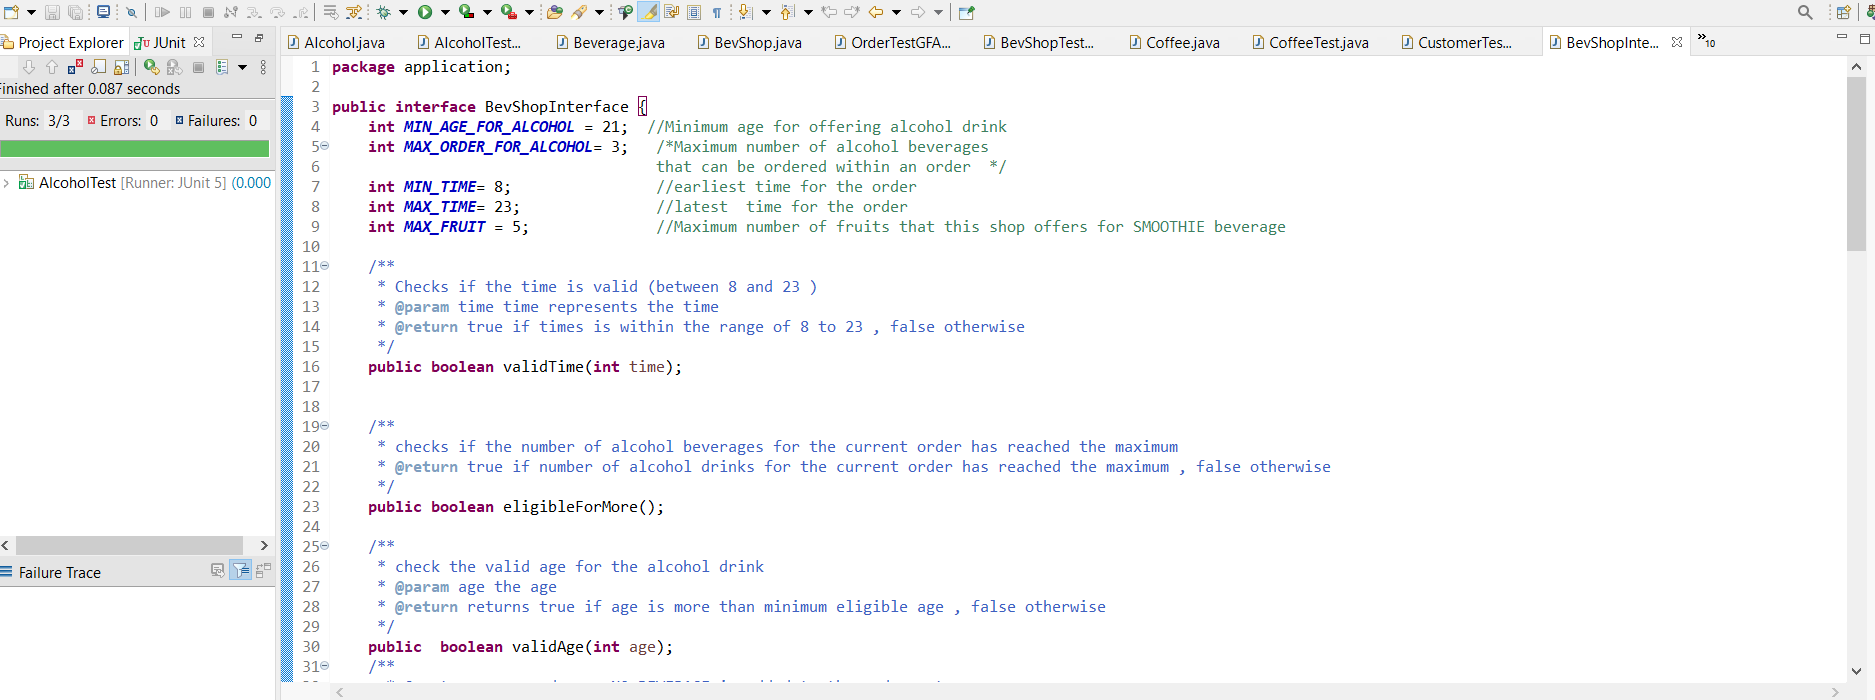 Project Explorer
JUnit
Finished after 0.087 seconds
Runs: 3/3 Errors: 0 Failures: 0
AlcoholTest [Runner: JUnit 5] (0.000
Failure Trace
Alcohol.java AlcoholTest... Beverage.java BevShop.java OrderTestGFA... BevShopTest... Coffee.java CoffeeTest.java CustomerTes... BevShopInte... »10
1 package application;
2
3 public interface BevShopInterface {
4 int MIN_AGE_FOR_ALCOHOL = 21; //Minimum age for offering alcohol drink
5 int MAX_ORDER_FOR_ALCOHOL= 3; /*Maximum number of alcohol beverages
6 that can be ordered within an order */
7 int MIN_TIME= 8; //earliest time for the order
8 int MAX_TIME= 23; //latest time for the order
9 int MAX_FRUIT = 5; //Maximum number of fruits that this shop offers for SMOOTHIE beverage
10
11 /**
12 * Checks if the time is valid (between 8 and 23 )
13 * @param time time represents the time
14 * @return true if times is within the range of 8 to 23 , false otherwise
15 */
16 public boolean validTime(int time);
17
18
19 /**
20 * checks if the number of alcohol beverages for the current order has reached the maximum
21 * @return true if number of alcohol drinks for the current order has reached the maximum , false otherwise
22 */
23 public boolean eligibleForMore();
24
25 /**
26 * check the valid age for the alcohol drink
27 * @param age the age
28 * @return returns true if age is more than minimum eligible age , false otherwise
29 */
30 public boolean validAge(int age);
31 /**